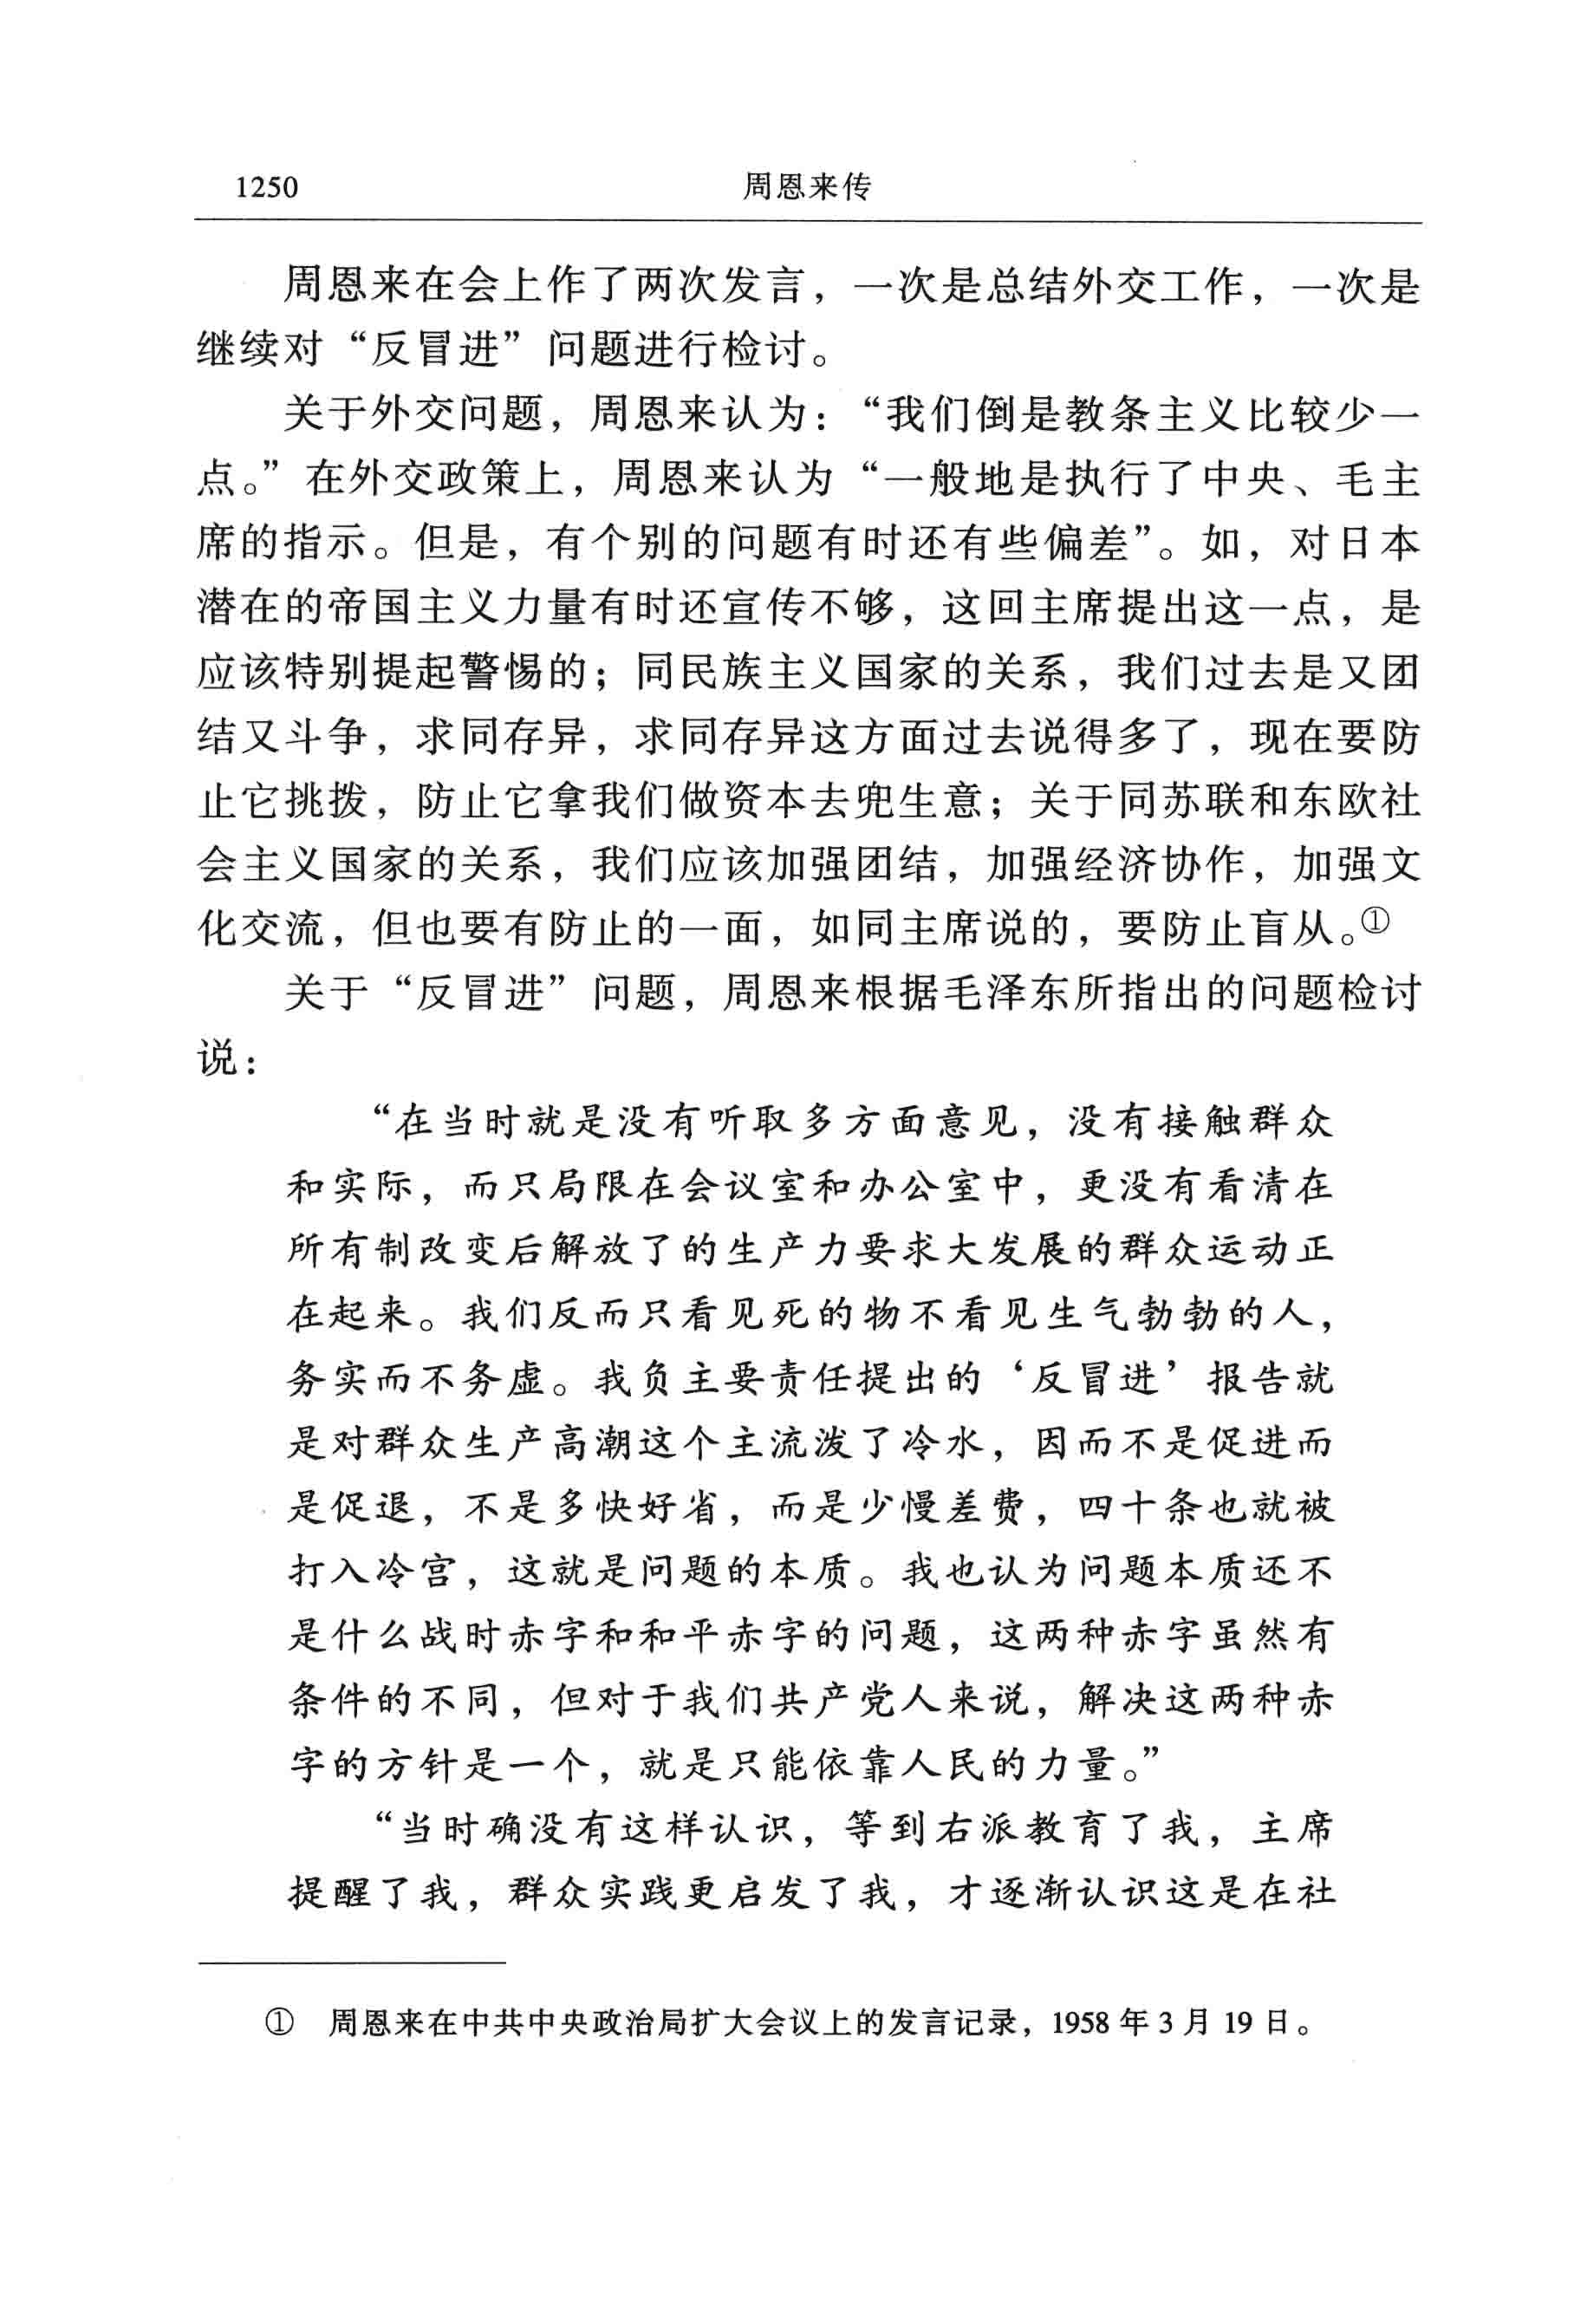 1250
周恩来传
周恩来在会上作了两次发言，一次是总结外交工作，一次是
继续对“反冒进”问题进行检讨。
关于外交问题，周恩来认为：“我们倒是教条主义比较少一
点。”在外交政策上，周恩来认为“一般地是执行了中央、毛主
席的指示。但是，有个别的问题有时还有些偏差”。如，对日本
潜在的帝国主义力量有时还宣传不够，这回主席提出这一点，是
应该特别提起警惕的；同民族主义国家的关系，我们过去是又团
结又斗争，求同存异，求同存异这方面过去说得多了，现在要防
止它挑拨，防止它拿我们做资本去兜生意；关于同苏联和东欧社
会主义国家的关系，我们应该加强团结，加强经济协作，加强文
化交流，但也要有防止的一面，如同主席说的，要防止盲从。①
关于“反冒进”问题，周恩来根据毛泽东所指出的问题检讨
说：
“在当时就是没有听取多方面意见，没有接触群众
和实际，而只局限在会议室和办公室中，更没有看清在
所有制改变后解放了的生产力要求大发展的群众运动正
在起来。我们反而只看见死的物不看见生气勃勃的人，
务实而不务虚。我负主要责任提出的‘反冒进’报告就
是对群众生产高潮这个主流泼了冷水，因而不是促进而
是促退，不是多快好省，而是少慢差费，四十条也就被
打入冷宫，这就是问题的本质。我也认为问题本质还不
是什么战时赤字和和平赤字的问题，这两种赤字虽然有
条件的不同，但对于我们共产党人来说，解决这两种赤
字的方针是一个，就是只能依靠人民的力量。”
“当时确没有这样认识，等到右派教育了我，主席
提醒了我，群众实践更启发了我，才逐渐认识这是在社
① 周恩来在中共中央政治局扩大会议上的发言记录，1958年3月19日。